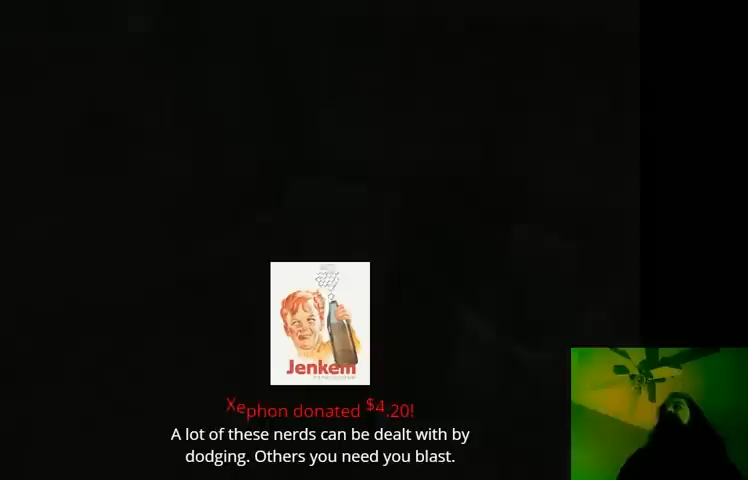 Jenkem
Xephon donated $4.20!
A lot of these nerds can be dealt with by
dodging. Others you need you blast.